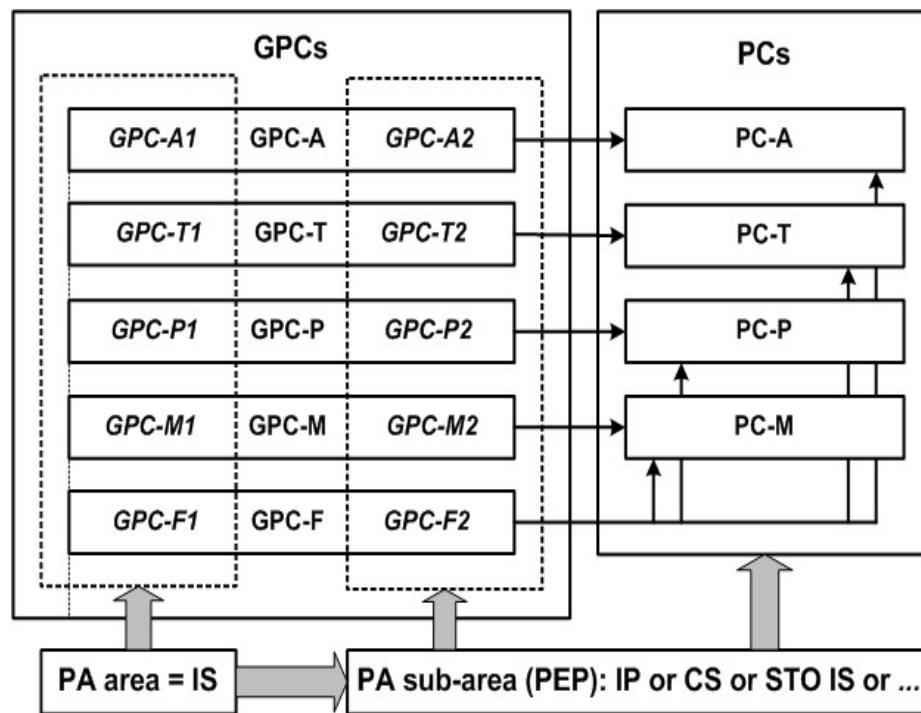 GPCs PCs
GPC-A1 GPC-A GPC-A2 PC-A
GPC-T1 GPC-T GPC-T2 PC-T
GPC-P1 GPC-P GPC-P2 PC-P
GPC-M1 GPC-M GPC-M2 PC-M
GPC-F1 GPC-F GPC-F2
PA area = IS PA sub-area (PEP): IP or CS or STO IS or ...